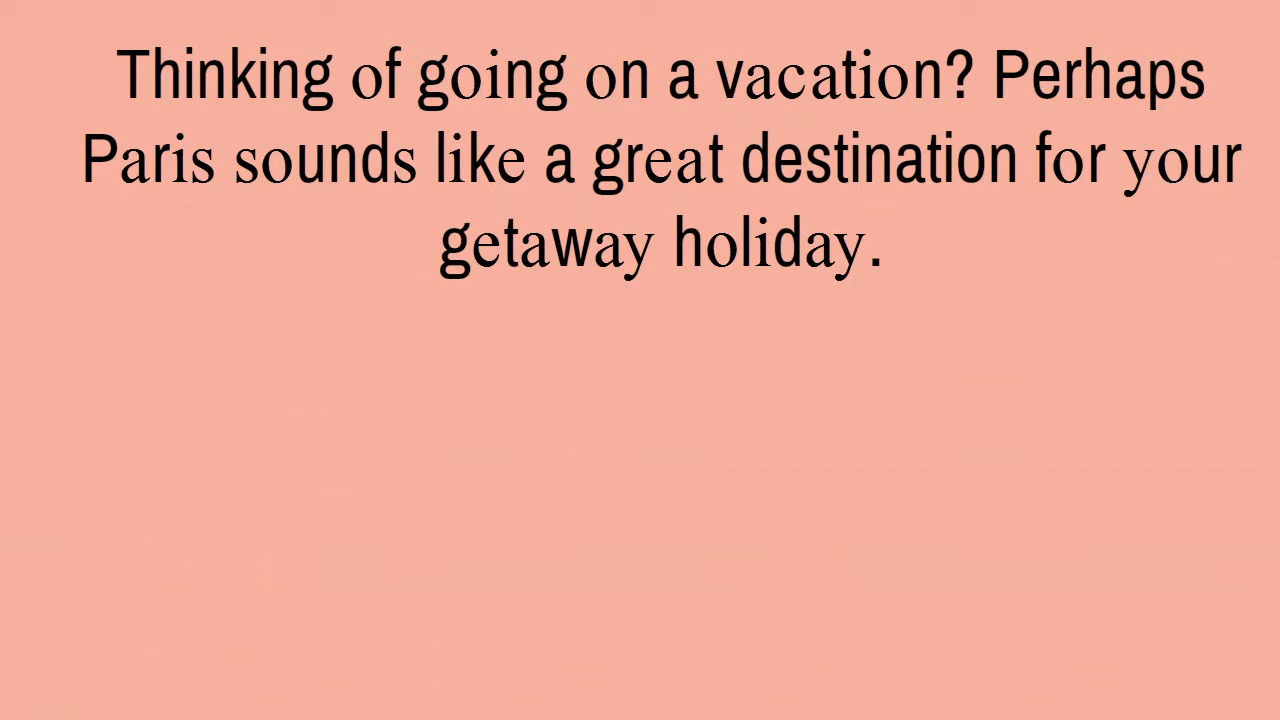 Thinking of going on a vacation? Perhaps
Paris sounds like a great destination for your
getaway holiday.